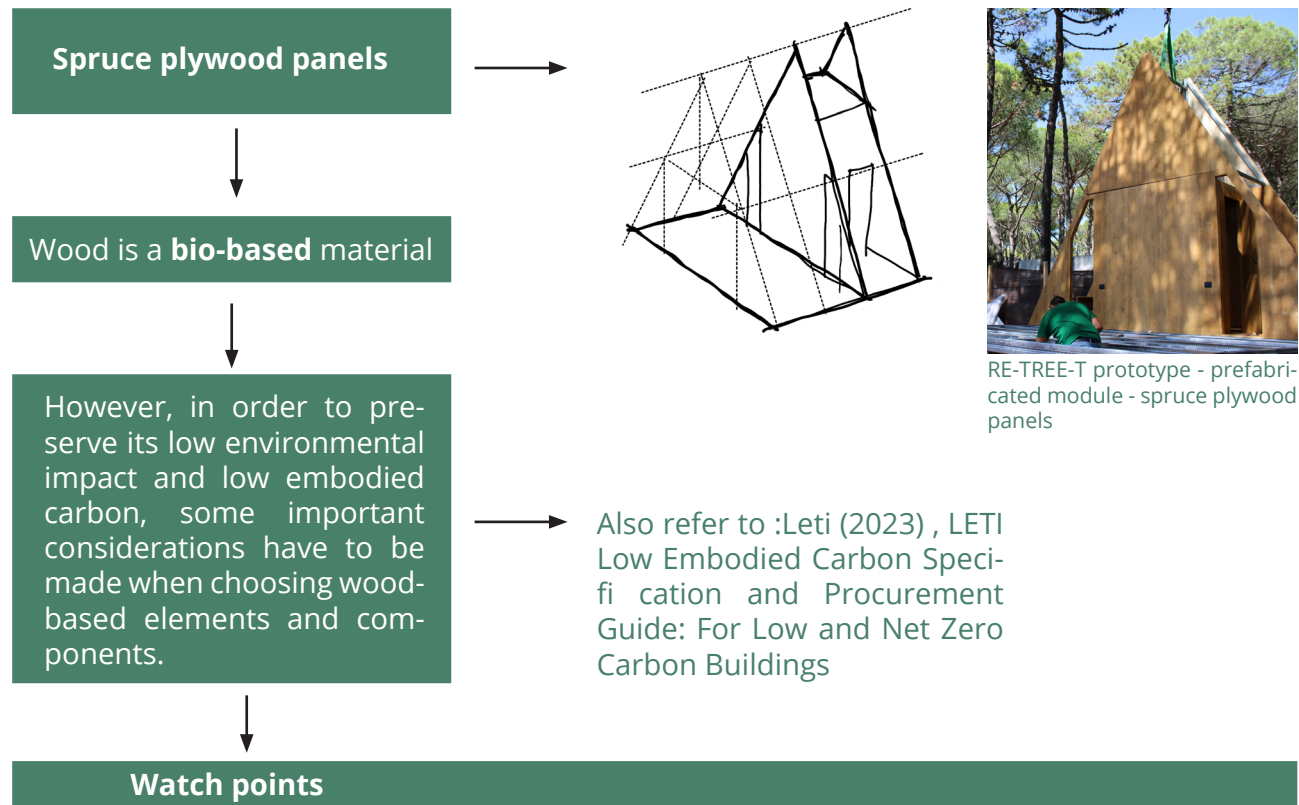 Spruce plywood panels
Wood is a bio-based material
However, in order to pre-
serve its low environmental
impact and low embodied
carbon, some important
considerations have to be
made when choosing wood-
based elements and com-
ponents.
RE-TREE-T prototype - prefabri-
cated module - spruce plywood
panels
Also refer to :Leti (2023) , LETI
Low Embodied Carbon Speci-
fi cation and Procurement
Guide: For Low and Net Zero
Carbon Buildings
Watch points